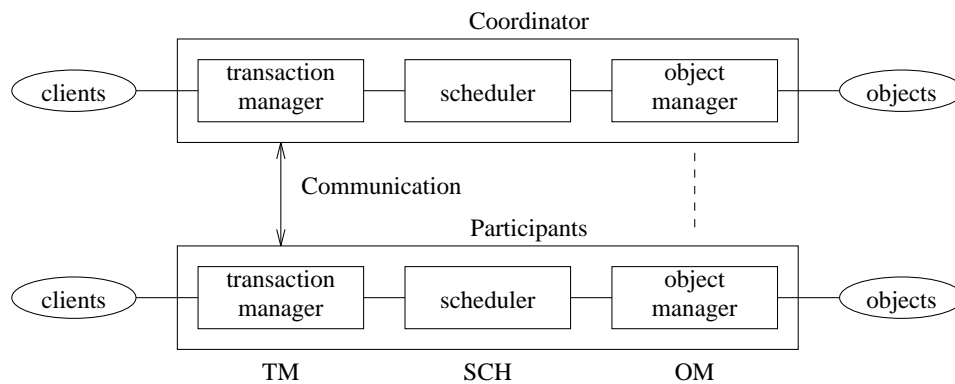 Coordinator
clients
transaction
manager
scheduler
object
manager
objects
Communication
Participants
clients
transaction
manager
scheduler
object
manager
objects
TM
SCH
OM